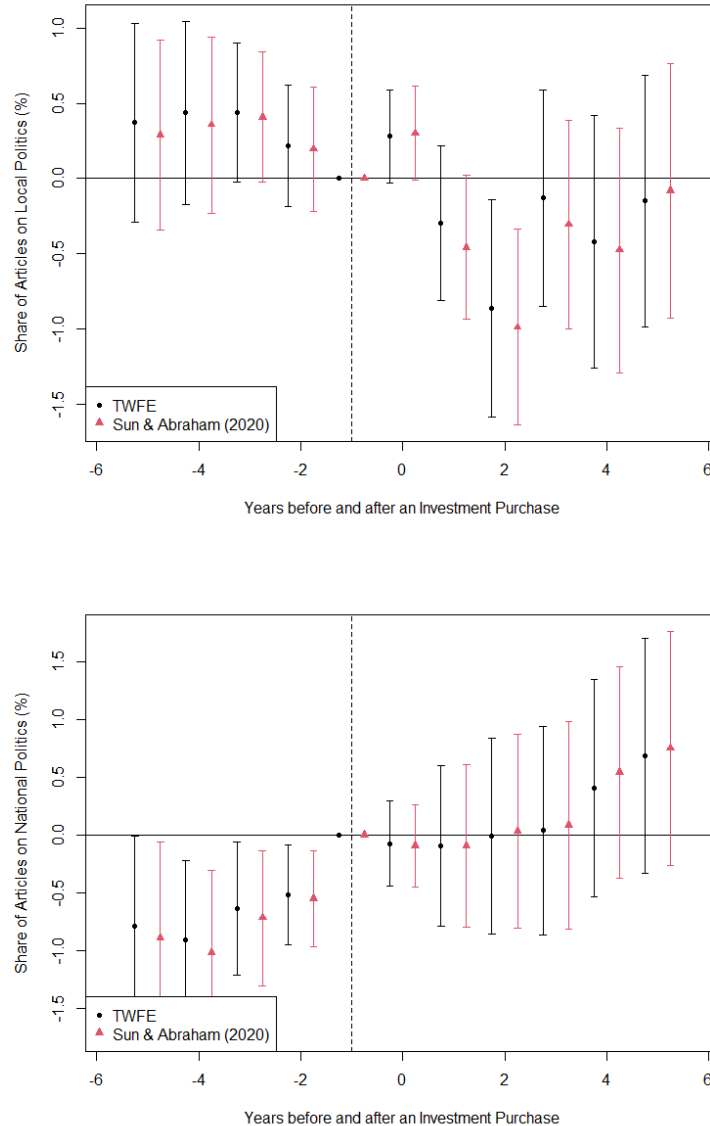 Share of Articles on Local Politics (%)
1.0
0.5
0.0
-0.5
-1.0
-1.5
TWFE
Sun & Abraham (2020)
-6 -4 -2 0 2 4 6
Years before and after an Investment Purchase
Share of Articles on National Politics (%)
1.5
1.0
0.5
0.0
-0.5
-1.0
-1.5
TWFE
Sun & Abraham (2020)
-6 -4 -2 0 2 4 6
Years before and after an Investment Purchase